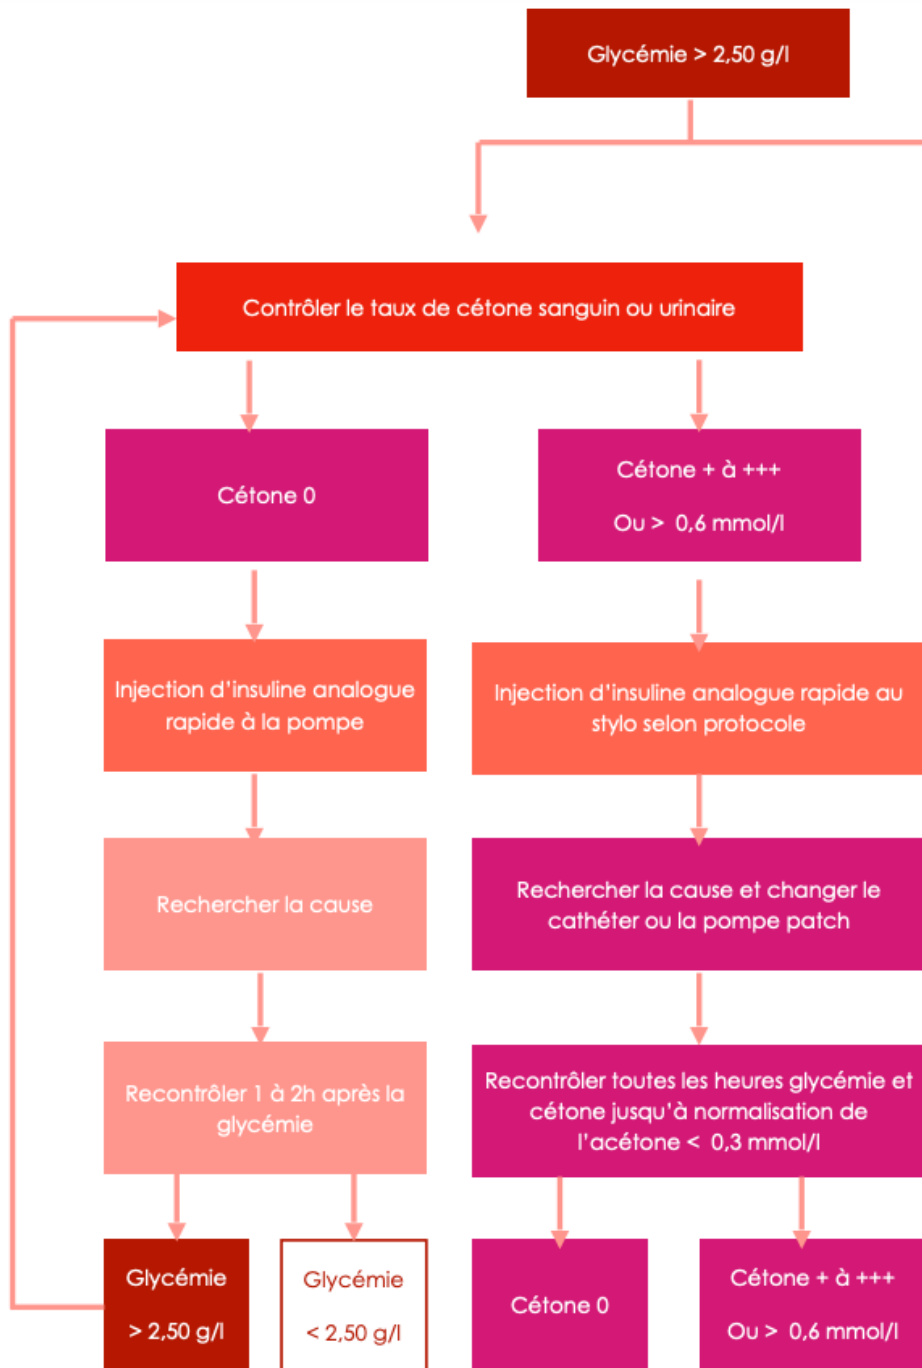 Glycémie > 2,50 g/l
Contrôler le taux de cétone sanguin ou urinaire
Cétone 0
Cétone + à +++
Ou > 0,6 mmol/l
Injection d'insuline analogue
rapide à la pompe
Injection d'insuline analogue rapide au
stylo selon protocole
Rechercher la cause
Rechercher la cause et changer le
cathéter ou la pompe patch
Recontrôler 1 à 2h après la
glycémie
Recontrôler toutes les heures glycémie et
cétone jusqu'à normalisation de
l'acétone < 0,3 mmol/l
Glycémie
> 2,50 g/l
Glycémie
< 2,50 g/l
Cétone 0
Cétone + à +++
Ou > 0,6 mmol/l